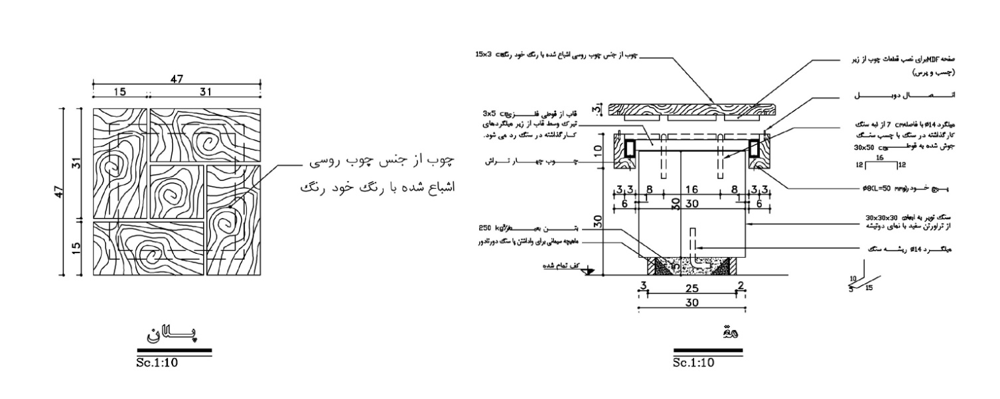 47
15
31
47
31
15
چوب از جنس چوب روسی
اشباع شده با رنگ خود رنگ
پلان
Sc.1:10
چوب از جنس چوب روسی اشباع شده با رنگ خود رنگ 15x3 cm
صفحه MDF برای نصب قطعات چوب از زیر
(چسب و پرس)
اتصال دوبل
میلگرد Ø14 با فاصله 7 cm از لبه سنگ
کارگذاشته در سنگ با چسب سنگ
جوش شده به قوطی
30x50 cm
16
12
12
پیچ خودرو Ø8(L=50 mm)
سنگ توپر به ابعاد 30x30x30
از تراورتن سفید با نمای دوتیشه
میلگرد Ø14 ریشه سنگ
10
5
15
قاب از قوطی فلزی 3x5 cm
تیرک وسط قاب از زیر میلگردهای
کارگذاشته در سنگ رد می شود.
چوب چهار تراش
بتن بعیار 250 kg/m³
ماهیچه سیمانی برای واداشتن پا سنگ دورتادور
کف تمام شده
3
10
30
3
3
8
16
8
3
3
6
1
30
1
6
30
5
3
25
2
30
مق
Sc.1:10